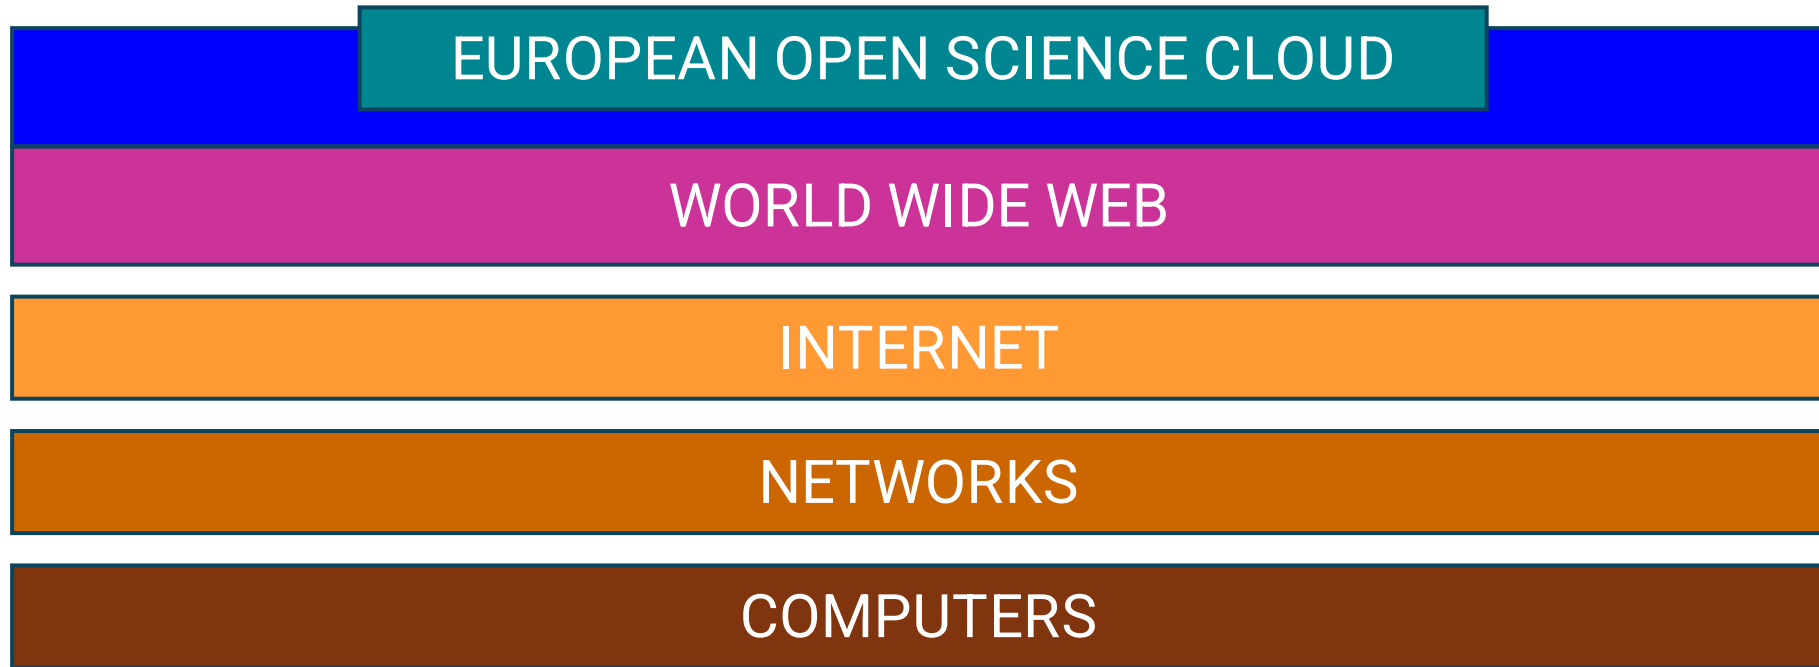 EUROPEAN OPEN SCIENCE CLOUD
WORLD WIDE WEB
INTERNET
NETWORKS
COMPUTERS